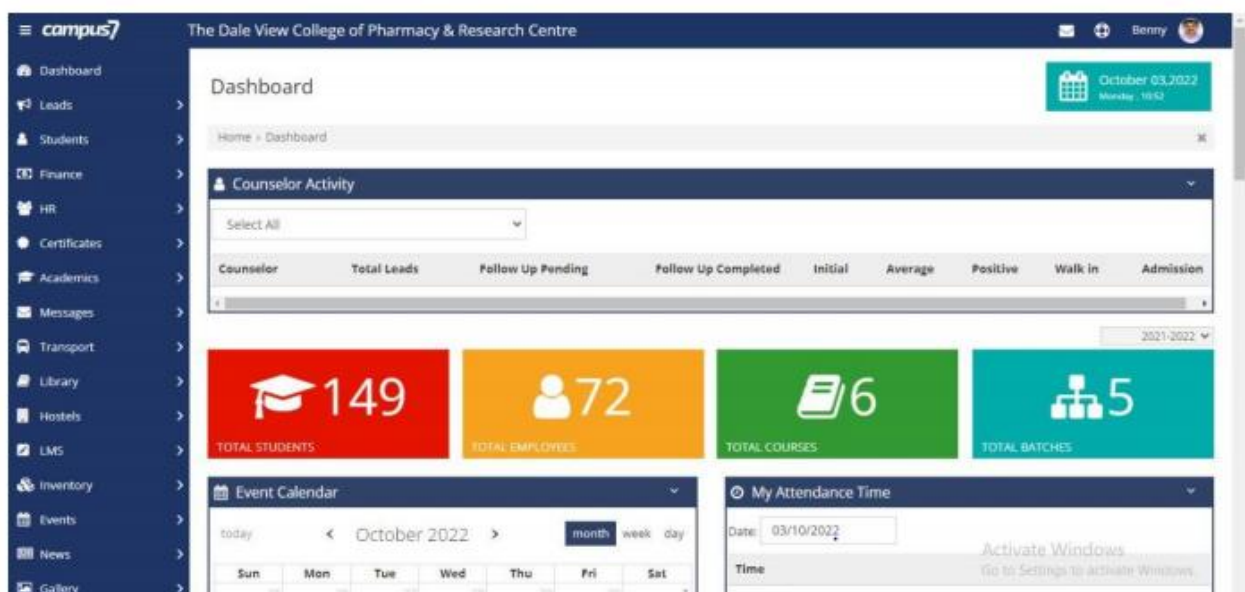 campus7
The Dale View College of Pharmacy & Research Centre
Benny
Dashboard
Leads
Students
Finance
HR
Certificates
Academics
Messages
Transport
Library
Hostels
LMS
Inventory
Events
News
Gallery
Dashboard
October 03,2022
Monday , 10:52
Home » Dashboard
Counselor Activity
Select All
Counselor Total Leads Follow Up Pending Follow Up Completed Initial Average Positive Walk in Admission
2021-2022
149
TOTAL STUDENTS
72
TOTAL EMPLOYEES
6
TOTAL COURSES
5
TOTAL BATCHES
Event Calendar
today October 2022 month week day
Sun Mon Tue Wed Thu Fri Sat
My Attendance Time
Date: 03/10/2022
Time
Activate Windows
Go to Settings to activate Windows.